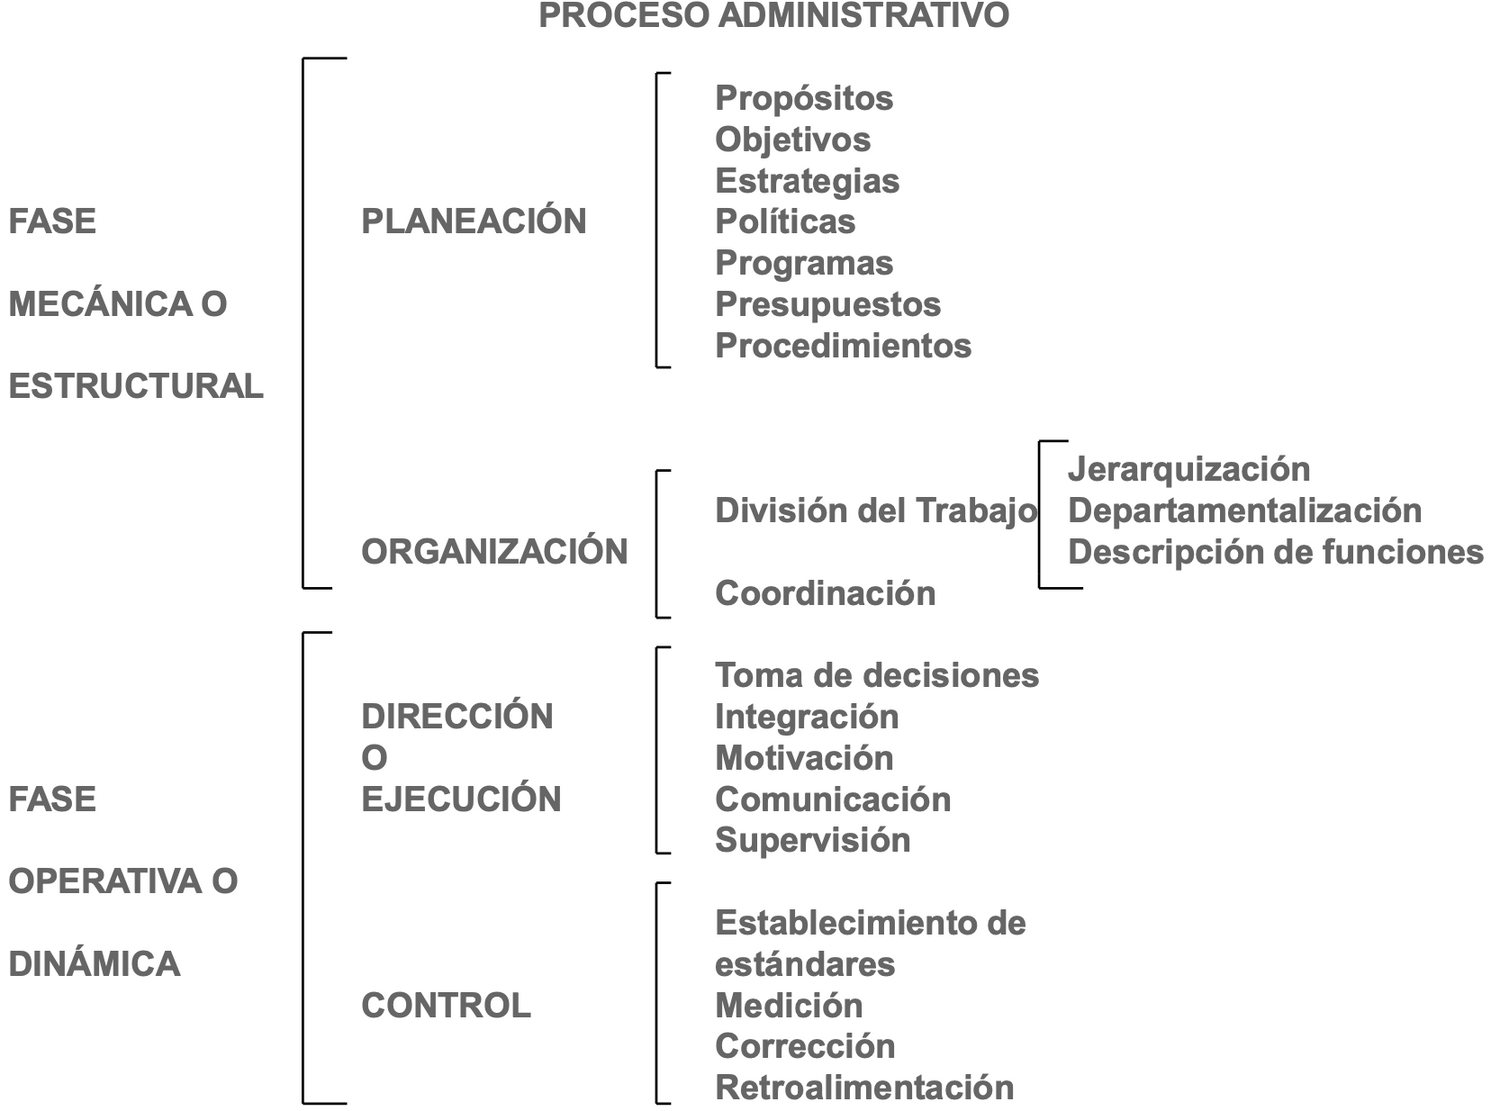 PROCESO ADMINISTRATIVO
FASE
MECÁNICA O
ESTRUCTURAL
PLANEACIÓN
Propósitos
Objetivos
Estrategias
Políticas
Programas
Presupuestos
Procedimientos
ORGANIZACIÓN
División del Trabajo
Jerarquización
Departamentalización
Descripción de funciones
Coordinación
FASE
OPERATIVA O
DINÁMICA
DIRECCIÓN
O
EJECUCIÓN
Toma de decisiones
Integración
Motivación
Comunicación
Supervisión
CONTROL
Establecimiento de
estándares
Medición
Corrección
Retroalimentación